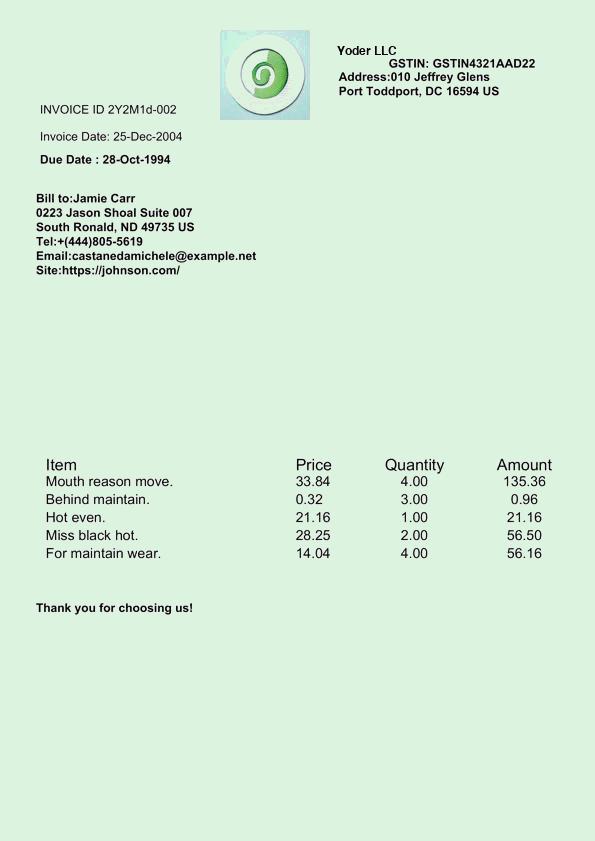 Yoder LLC
GSTIN: GSTIN4321AAD22
Address:010 Jeffrey Glens
Port Toddport, DC 16594 US
INVOICE ID 2Y2M1d-002
Invoice Date: 25-Dec-2004
Due Date : 28-Oct-1994
Bill to:Jamie Carr
0223 Jason Shoal Suite 007
South Ronald, ND 49735 US
Tel:+(444)805-5619
Email:castanedamichele@example.net
Site:https://johnson.com/
Item Price Quantity Amount
Mouth reason move. 33.84 4.00 135.36
Behind maintain. 0.32 3.00 0.96
Hot even. 21.16 1.00 21.16
Miss black hot. 28.25 2.00 56.50
For maintain wear. 14.04 4.00 56.16
Thank you for choosing us!